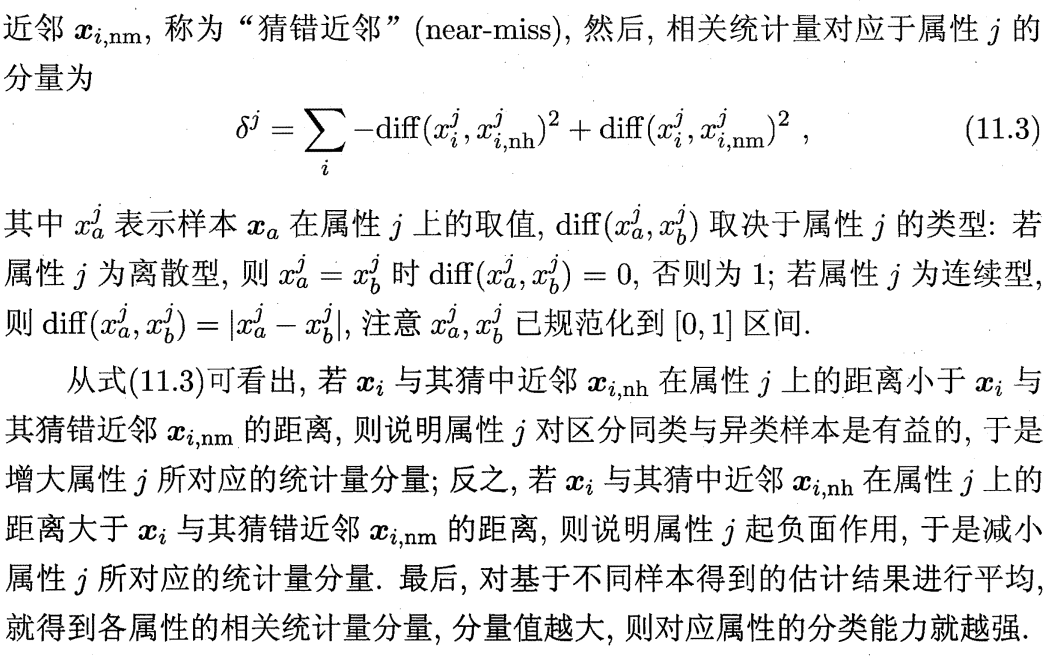 近邻 $\boldsymbol{x}_{i,\mathrm{nm}}$, 称为“猜错近邻”(near-miss), 然后, 相关统计量对应于属性 $j$ 的
分量为
$\delta^j = \sum_i -\mathrm{diff}(x_i^j, x_{i,\mathrm{nh}}^j)^2 + \mathrm{diff}(x_i^j, x_{i,\mathrm{nm}}^j)^2$ , (11.3)
其中 $x_a^j$ 表示样本 $\boldsymbol{x}_a$ 在属性 $j$ 上的取值, $\mathrm{diff}(x_a^j, x_b^j)$ 取决于属性 $j$ 的类型: 若
属性 $j$ 为离散型, 则 $x_a^j = x_b^j$ 时 $\mathrm{diff}(x_a^j, x_b^j) = 0$, 否则为 1; 若属性 $j$ 为连续型,
则 $\mathrm{diff}(x_a^j, x_b^j) = |x_a^j - x_b^j|$, 注意 $x_a^j, x_b^j$ 已规范化到 $[0, 1]$ 区间.
从式(11.3)可看出, 若 $\boldsymbol{x}_i$ 与其猜中近邻 $\boldsymbol{x}_{i,\mathrm{nh}}$ 在属性 $j$ 上的距离小于 $\boldsymbol{x}_i$ 与
其猜错近邻 $\boldsymbol{x}_{i,\mathrm{nm}}$ 的距离, 则说明属性 $j$ 对区分同类与异类样本是有益的, 于是
增大属性 $j$ 所对应的统计量分量; 反之, 若 $\boldsymbol{x}_i$ 与其猜中近邻 $\boldsymbol{x}_{i,\mathrm{nh}}$ 在属性 $j$ 上的
距离大于 $\boldsymbol{x}_i$ 与其猜错近邻 $\boldsymbol{x}_{i,\mathrm{nm}}$ 的距离, 则说明属性 $j$ 起负面作用, 于是减小
属性 $j$ 所对应的统计量分量. 最后, 对基于不同样本得到的估计结果进行平均,
就得到各属性的相关统计量分量, 分量值越大, 则对应属性的分类能力就越强.